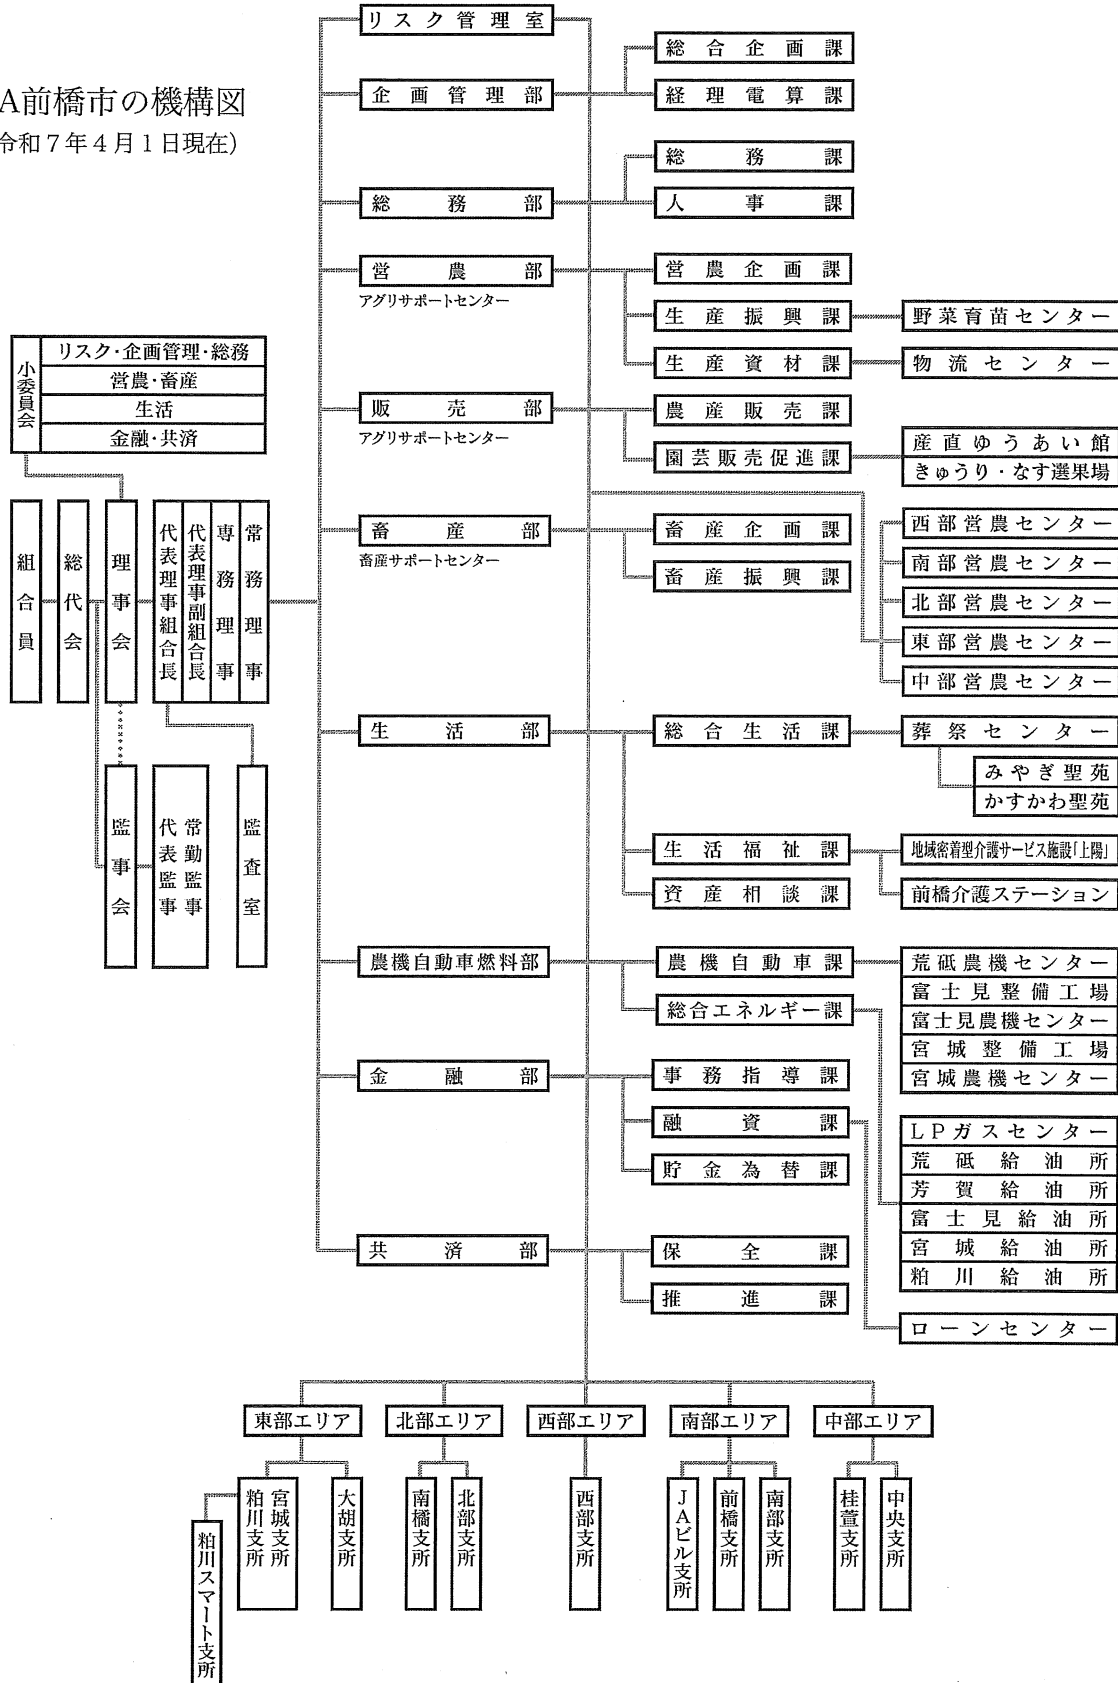 A前橋市の機構図
令和７年４月１日現在）
リスク管理室
企画管理部
総合企画課
経理電算課
総務部
総務課
人事課
営農部
アグリサポートセンター
営農企画課
生産振興課
野菜育苗センター
生産資材課
物流センター
販売部
アグリサポートセンター
農産販売課
園芸販売促進課
産直ゆうあい館
きゅうり・なす選果場
畜産部
畜産サポートセンター
畜産企画課
畜産振興課
西部営農センター
南部営農センター
北部営農センター
東部営農センター
中部営農センター
小委員会
リスク・企画管理・総務
営農・畜産
生活
金融・共済
組合員
総代会
理事会
代表理事組合長
代表理事副組合長
専務理事
常務理事
監事会
代表監事
常勤監事
監査室
生活部
総合生活課
葬祭センター
みやぎ聖苑
かすかわ聖苑
生活福祉課
地域密着型介護サービス施設「上陽」
前橋介護ステーション
資産相談課
農機自動車燃料部
農機自動車課
荒砥農機センター
富士見整備工場
富士見農機センター
宮城整備工場
宮城農機センター
総合エネルギー課
LPガスセンター
荒砥給油所
芳賀給油所
富士見給油所
宮城給油所
粕川給油所
金融部
事務指導課
融資課
貯金為替課
ローンセンター
共済部
保全課
推進課
東部エリア
北部エリア
西部エリア
南部エリア
中部エリア
粕川スマート支所
粕川支所
宮城支所
大胡支所
南橘支所
北部支所
西部支所
JAビル支所
前橋支所
南部支所
桂萱支所
中央支所